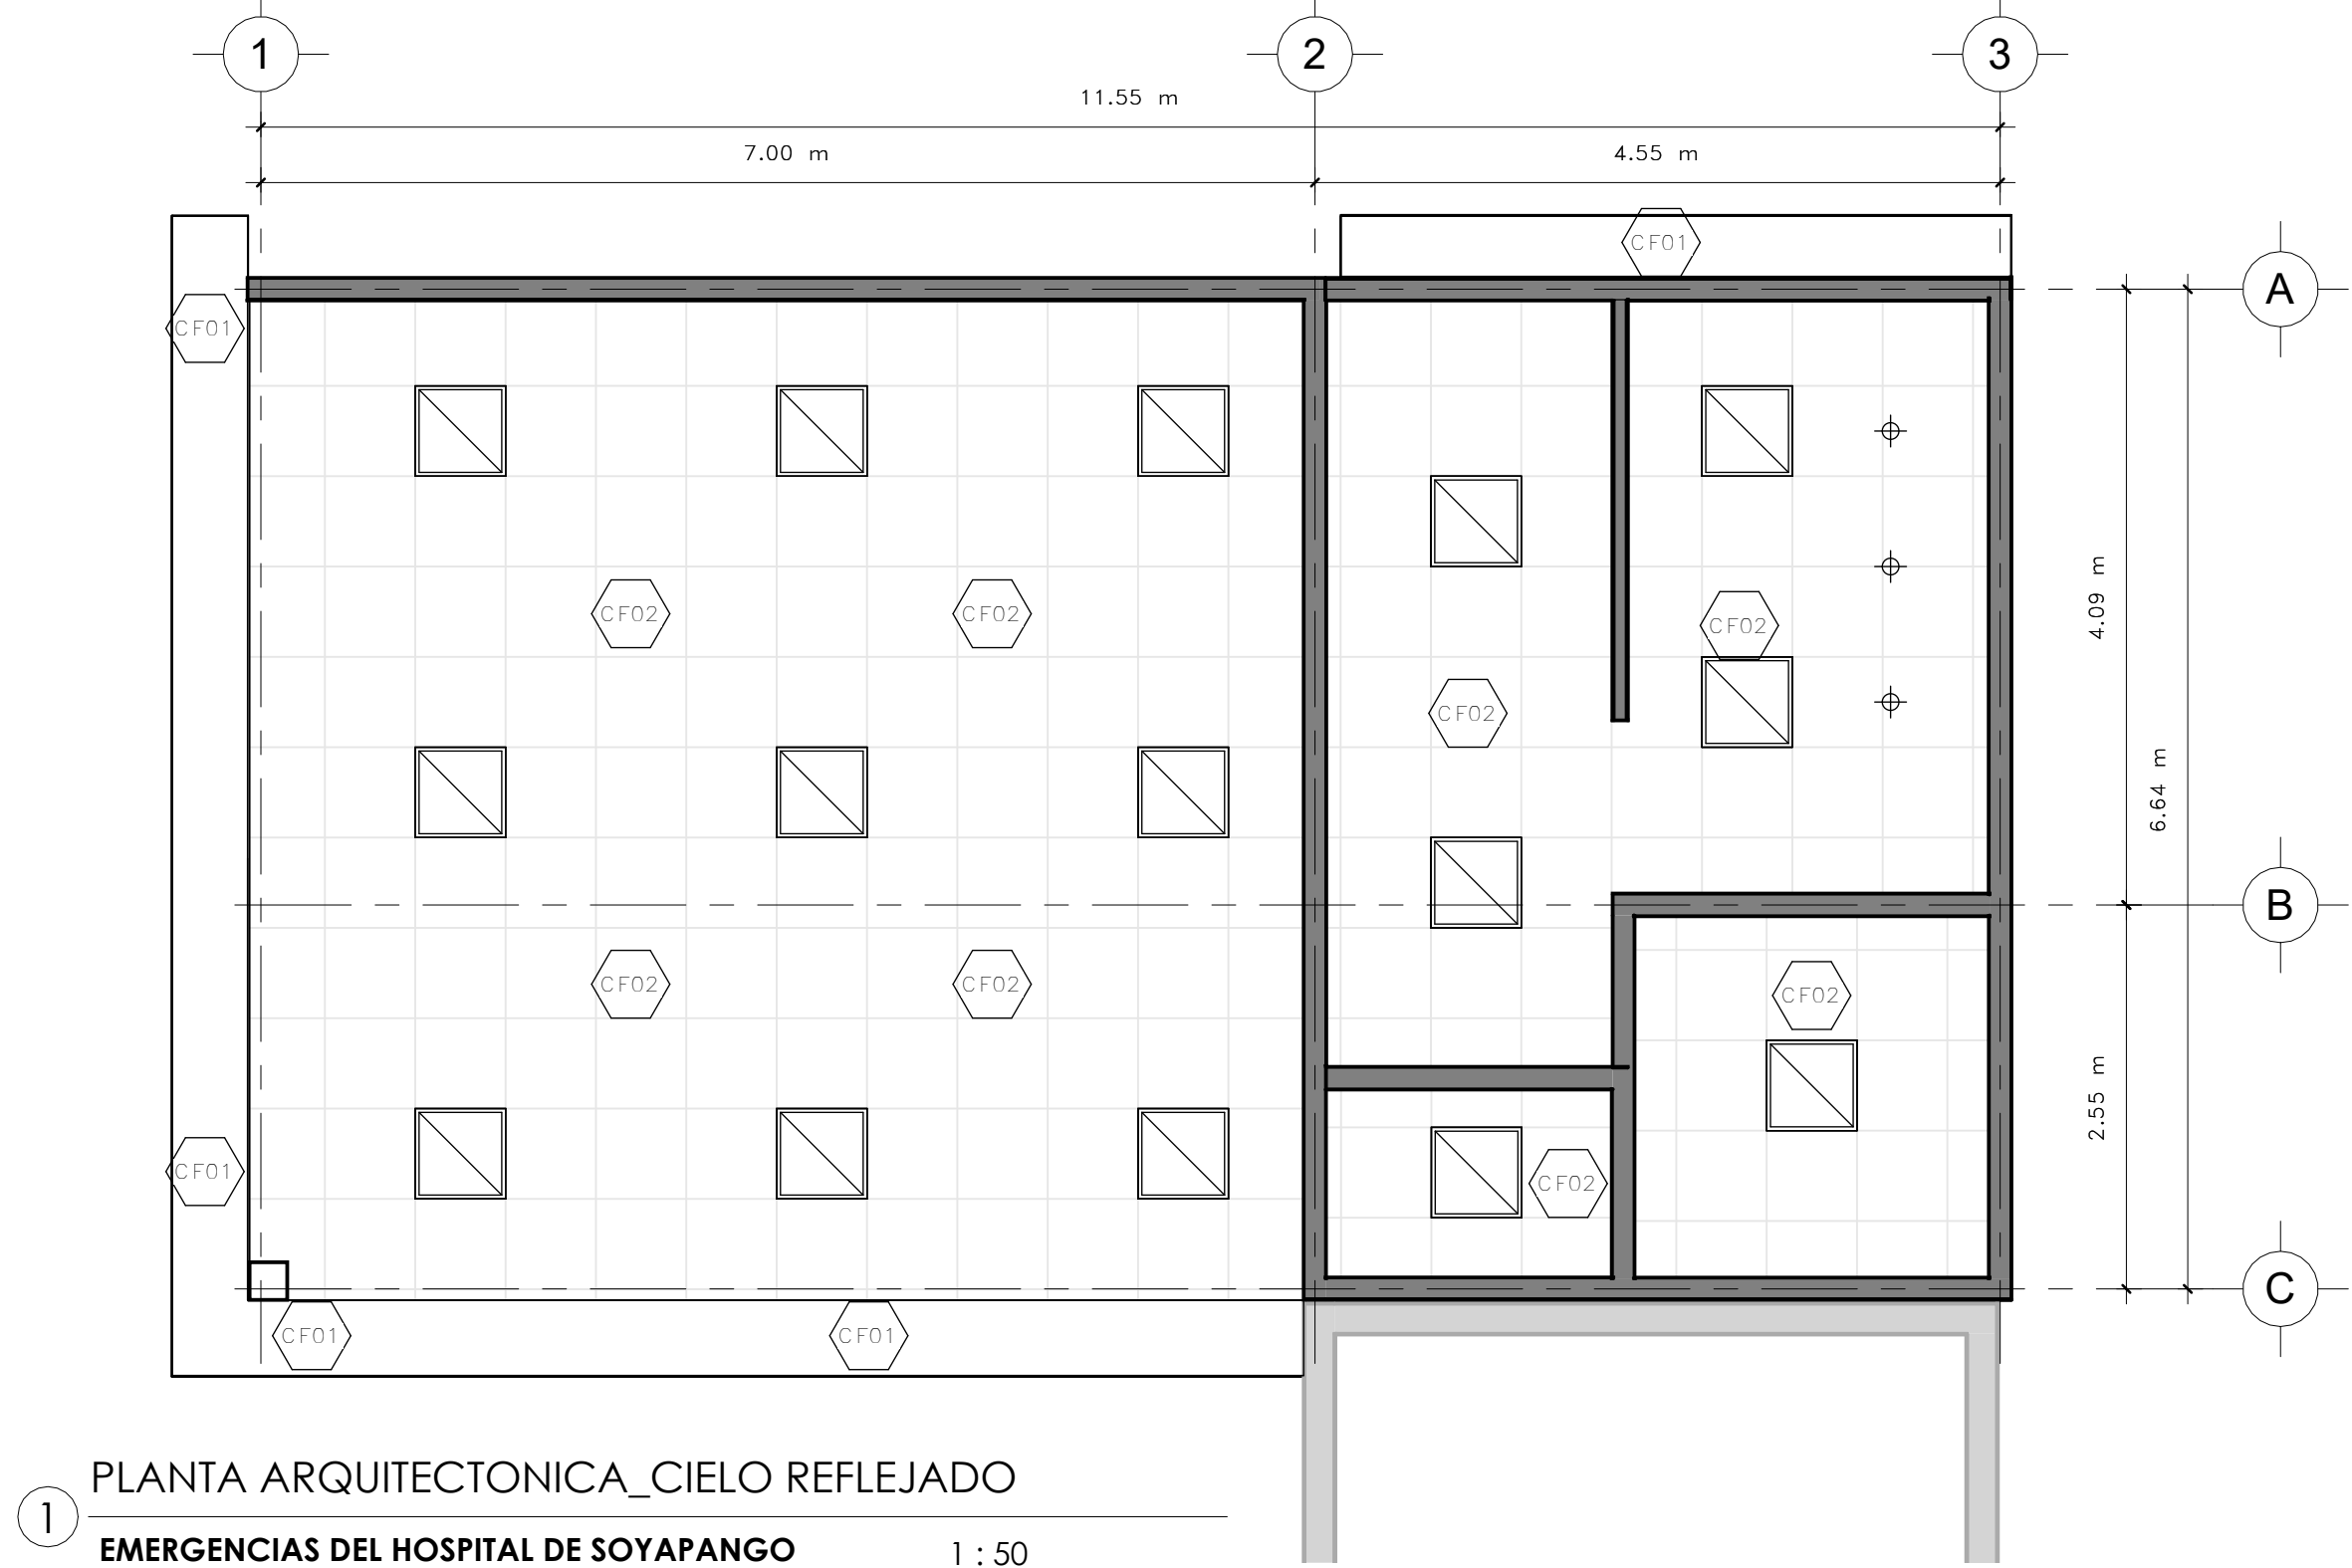 1
2
3
11.55 m
7.00 m
4.55 m
CF01
A
CF01
4.09 m
CF02
CF02
CF02
CF02
6.64 m
B
CF02
CF02
CF02
2.55 m
CF01
CF02
C
CF01
CF01
PLANTA ARQUITECTONICA_CIELO REFLEJADO
1
EMERGENCIAS DEL HOSPITAL DE SOYAPANGO
1 : 50